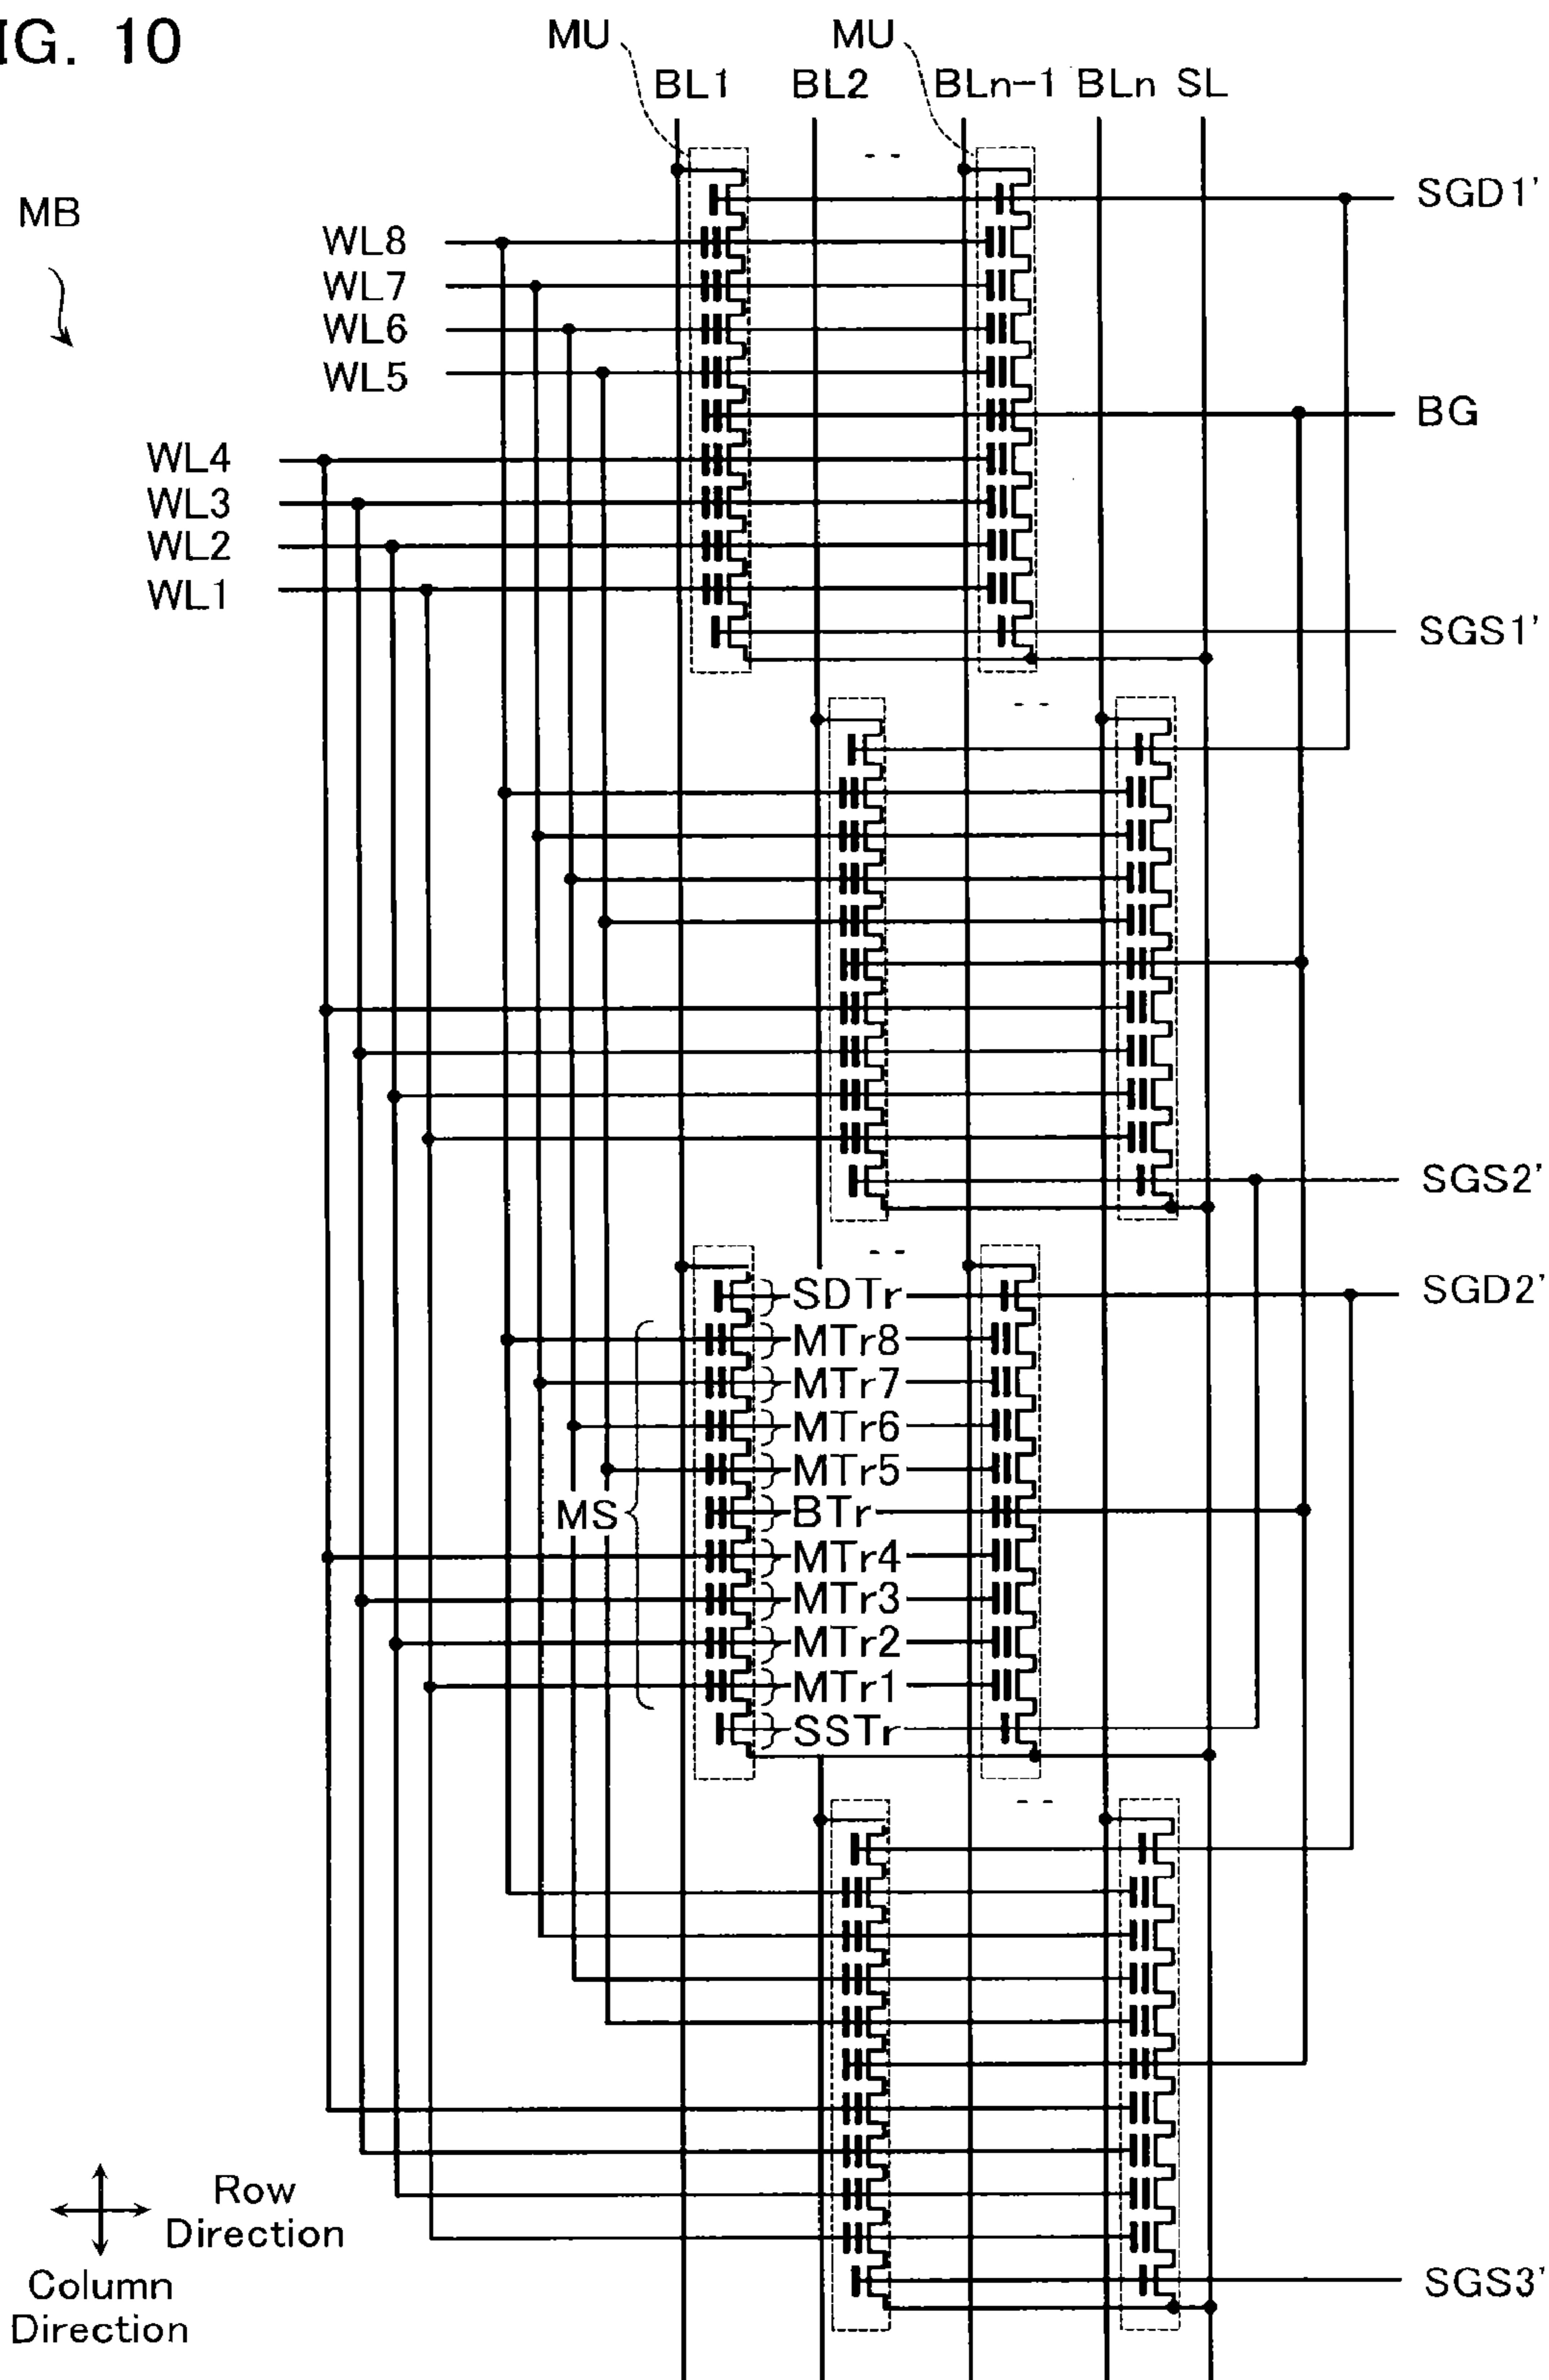 IG. 10
MU
MU
BL1
BL2
BLn-1
BLn
SL
MB
SGD1'
WL8
WL7
WL6
WL5
BG
WL4
WL3
WL2
WL1
SGS1'
SGS2'
SGD2'
SDTr
MTr8
MTr7
MTr6
MTr5
MS
BTr
MTr4
MTr3
MTr2
MTr1
SSTr
Row
Direction
Column
Direction
SGS3'